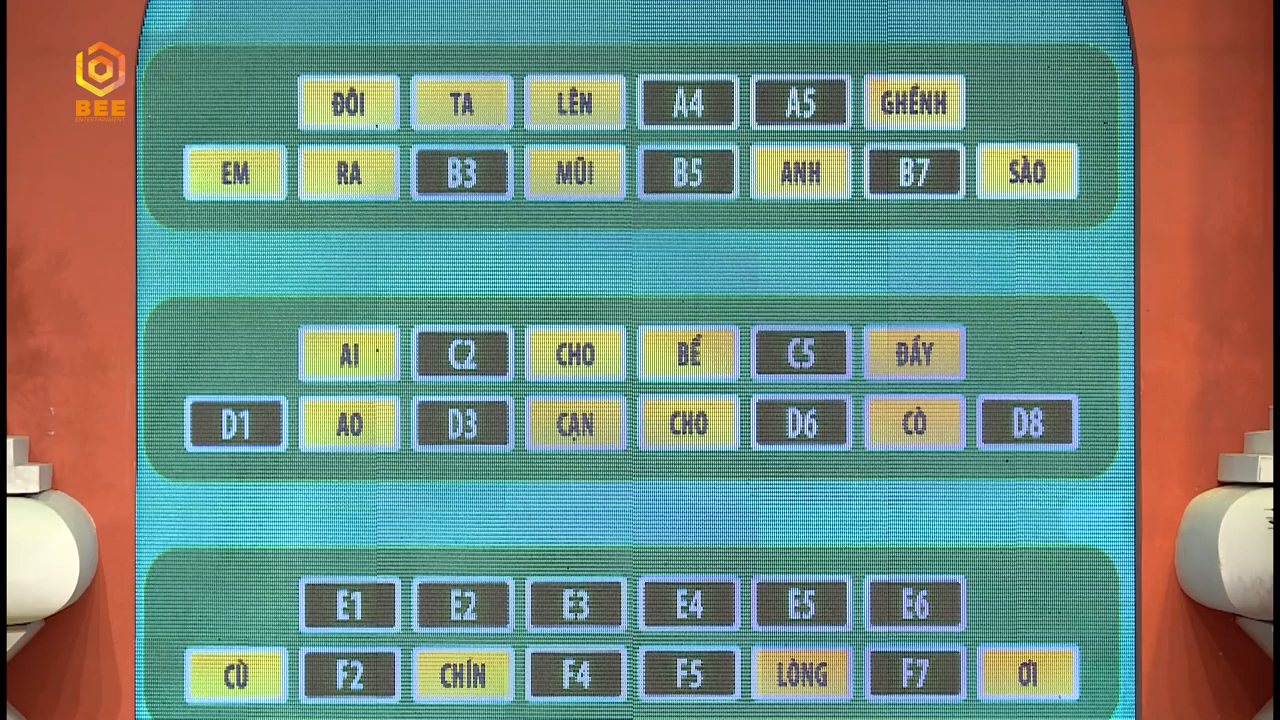 BEE
ENTERTAINMENT
ĐÔI TA LÊN A4 A5 GHỀNH
EM RA B3 MŨI B5 ANH B7 SÀO
AI C2 CHO BỂ C5 ĐẦY
D1 AO D3 CẠN CHO D6 CÒ D8
E1 E2 E3 E4 E5 E6
CÙ F2 CHÍN F4 F5 LÒNG F7 ƠI